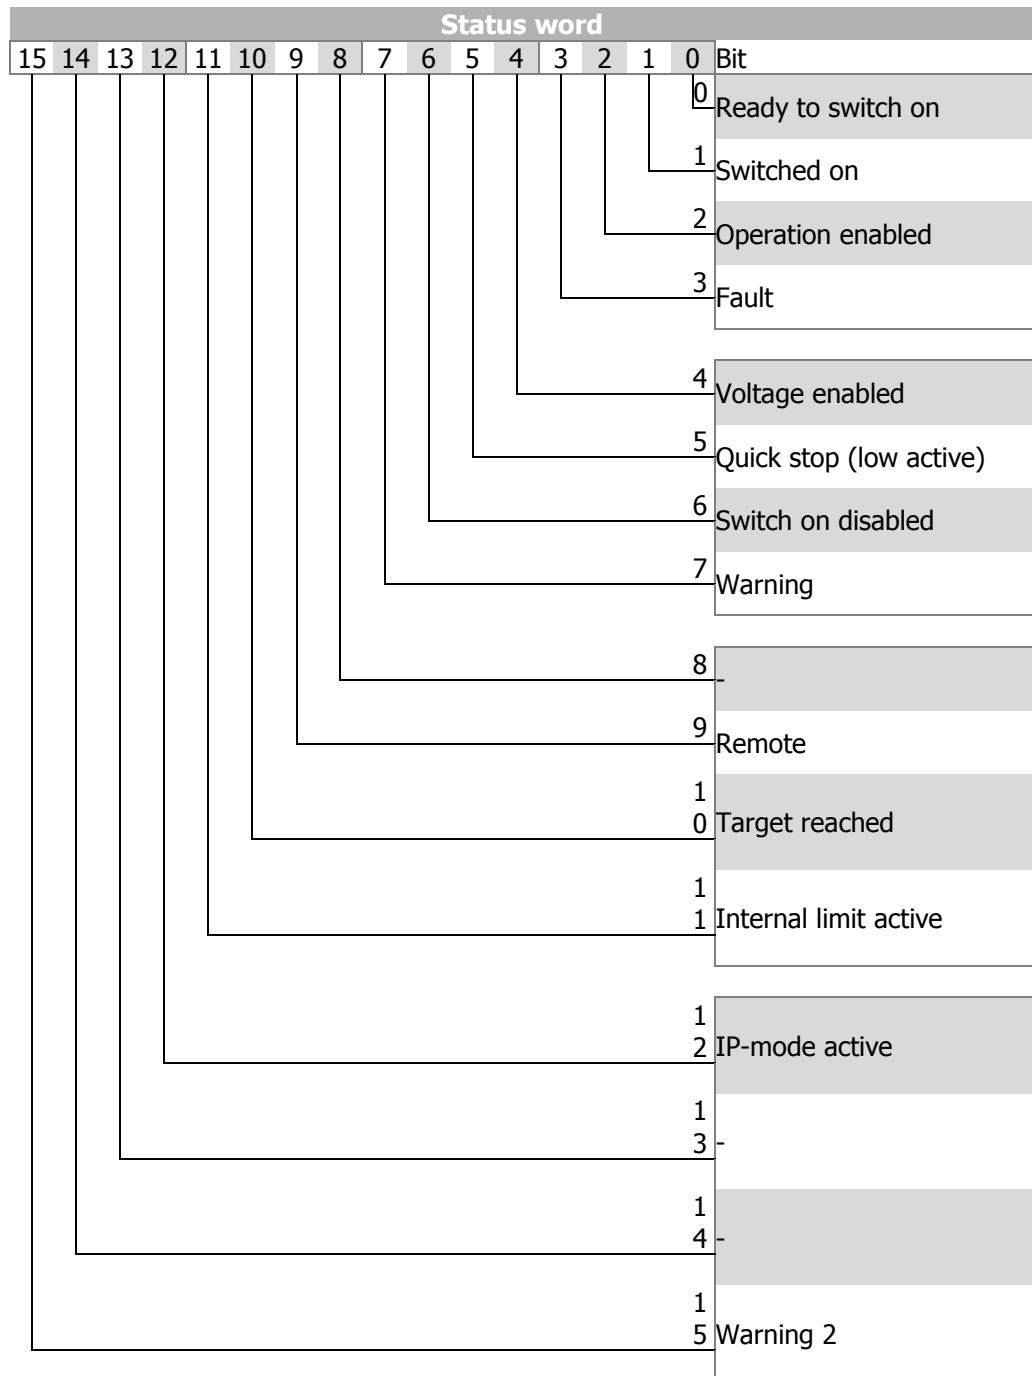 Status word
15 14 13 12 11 10 9 8 7 6 5 4 3 2 1 0 Bit
0 Ready to switch on
1 Switched on
2 Operation enabled
3 Fault
4 Voltage enabled
5 Quick stop (low active)
6 Switch on disabled
7 Warning
8 -
9 Remote
1
0 Target reached
1
1 Internal limit active
1
2 IP-mode active
1
3 -
1
4 -
1
5 Warning 2